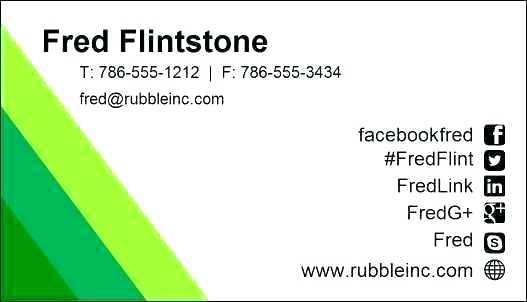 Fred Flintstone
T: 786-555-1212 | F: 786-555-3434
fred@rubbleinc.com
facebookfred
#FredFlint
FredLink
FredG+
Fred
www.rubbleinc.com